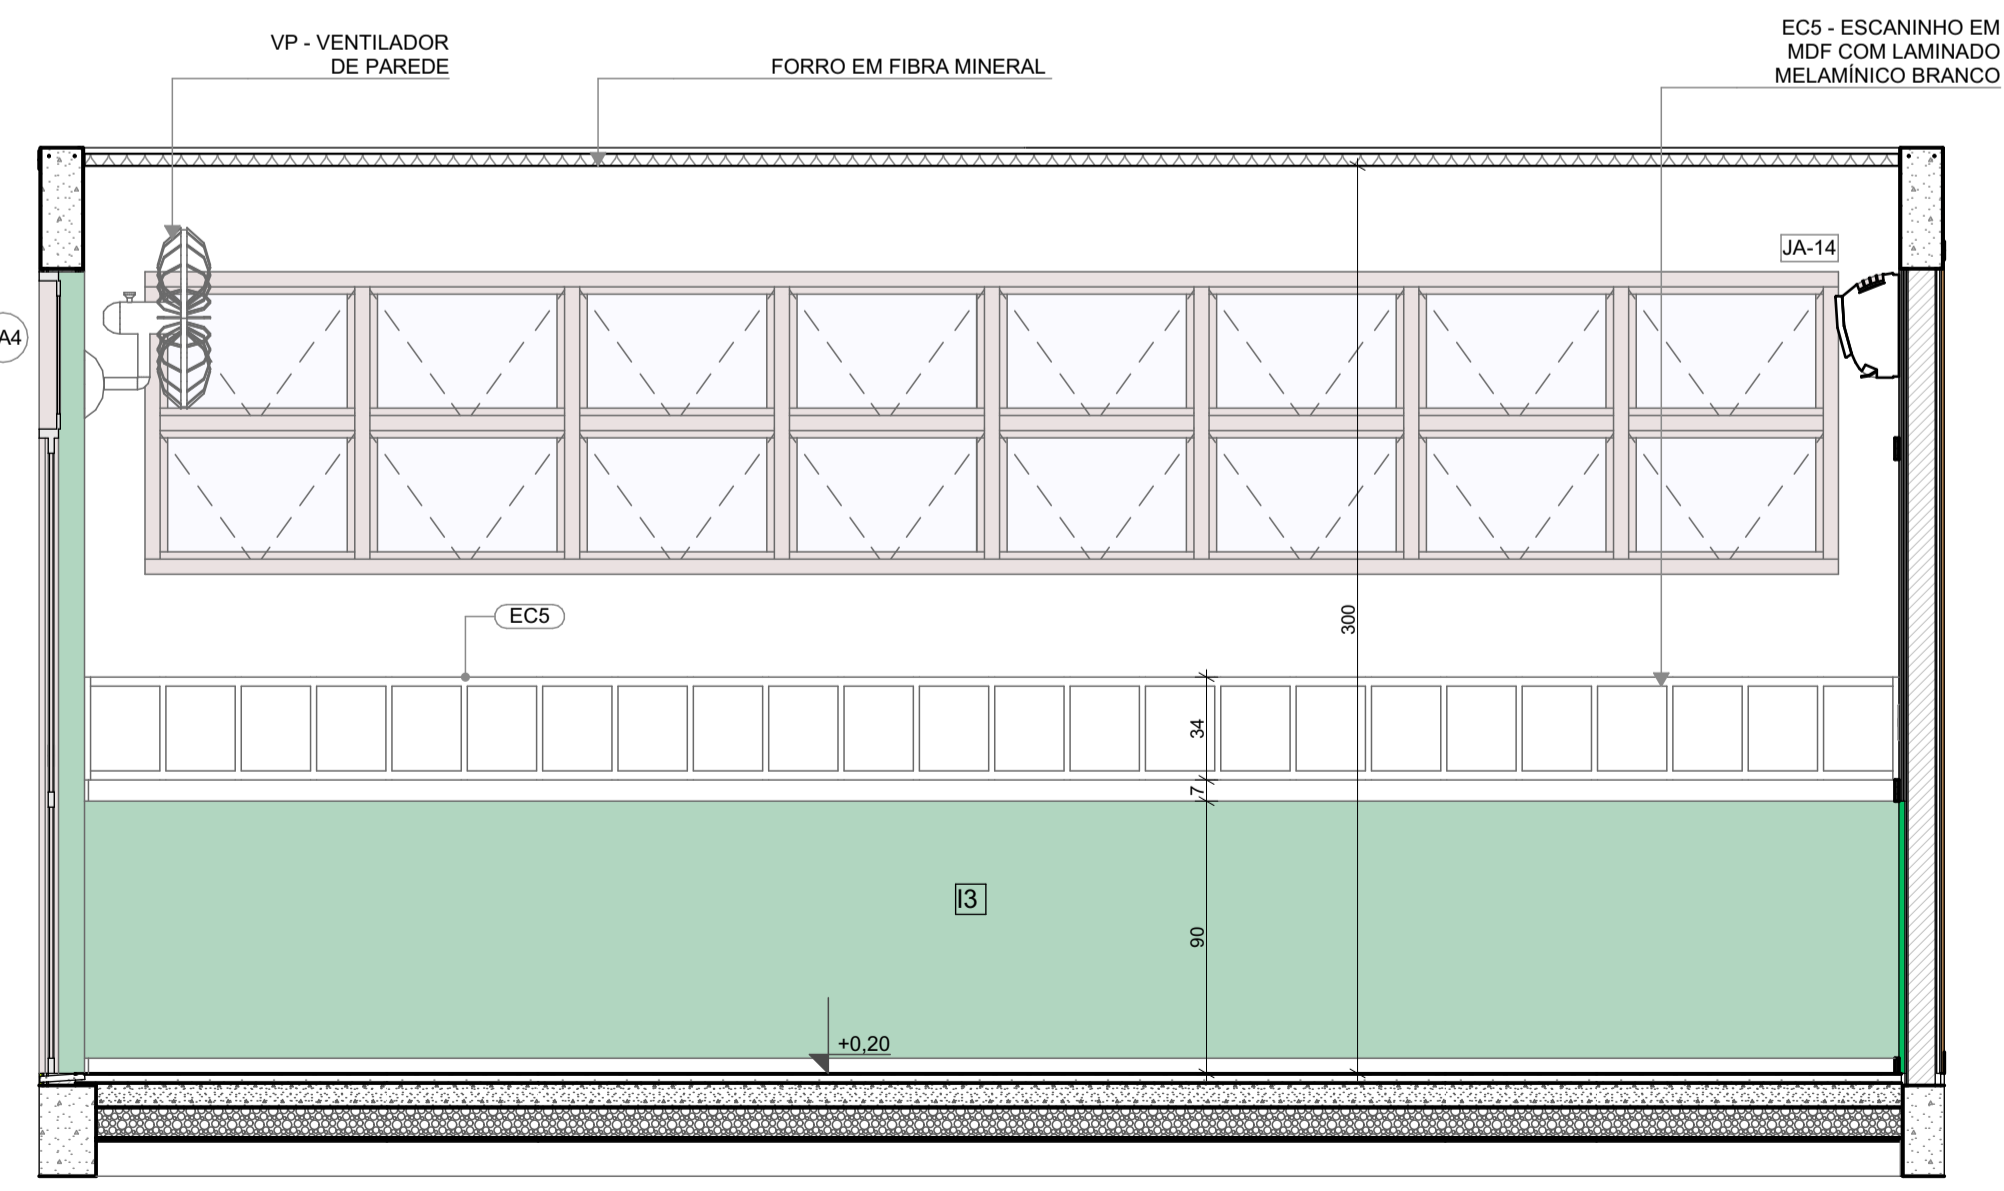 VP - VENTILADOR
DE PAREDE
FORRO EM FIBRA MINERAL
EC5 - ESCANINHO EM
MDF COM LAMINADO
MELAMÍNICO BRANCO
JA-14
A4
EC5
300
34
7
I3
90
+0,20